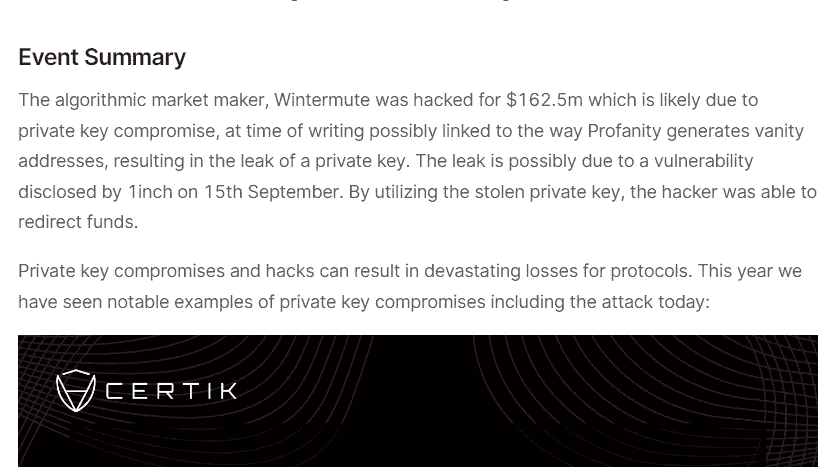 Event Summary
The algorithmic market maker, Wintermute was hacked for $162.5m which is likely due to
private key compromise, at time of writing possibly linked to the way Profanity generates vanity
addresses, resulting in the leak of a private key. The leak is possibly due to a vulnerability
disclosed by 1inch on 15th September. By utilizing the stolen private key, the hacker was able to
redirect funds.
Private key compromises and hacks can result in devastating losses for protocols. This year we
have seen notable examples of private key compromises including the attack today:
CERTIK